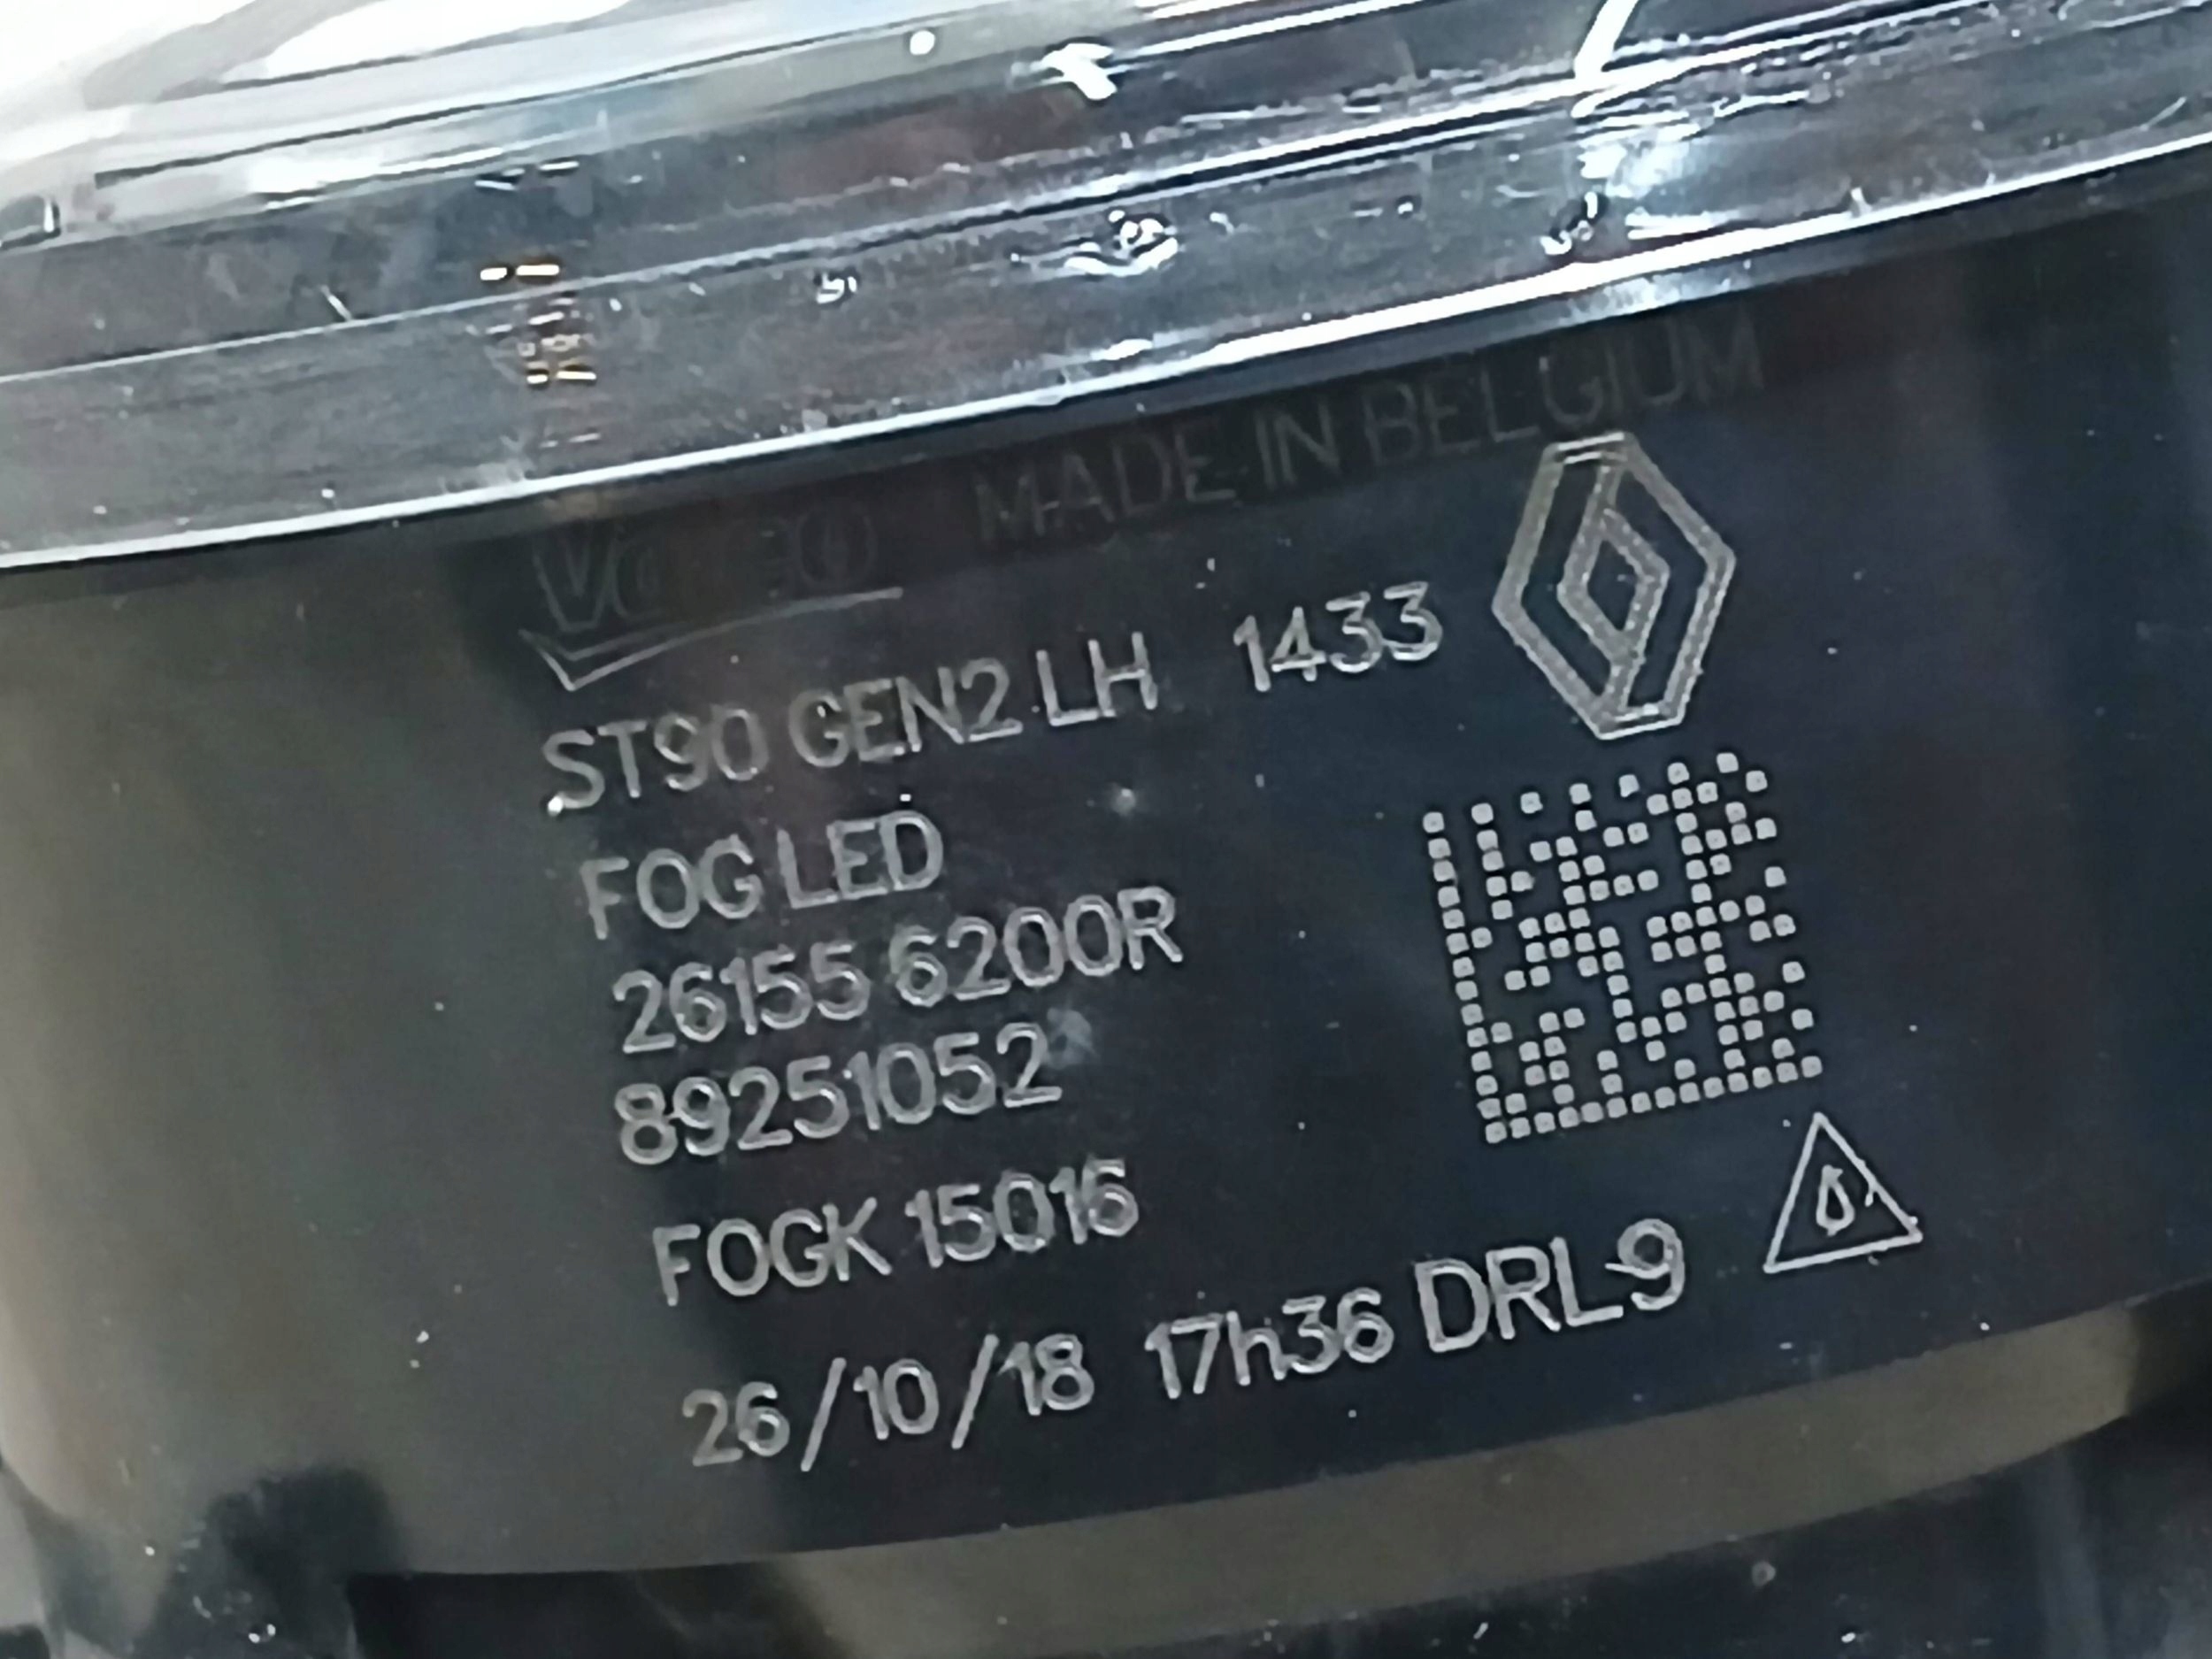 Valeo MADE IN BELGIUM
ST90 GEN2 LH 1433
FOG LED
26155 6200R
89251052
FOGK 15016
26/10/18 17h36 DRL9